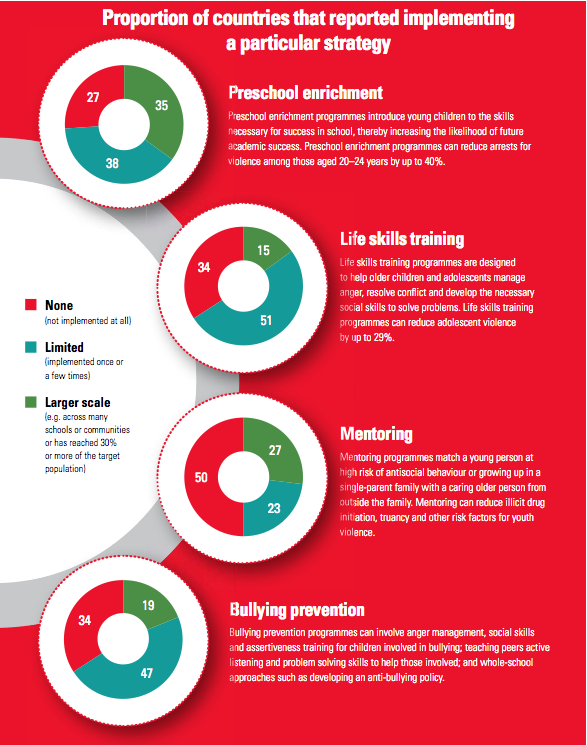 Proportion of countries that reported implementing
a particular strategy
27
35
38
Preschool enrichment
Preschool enrichment programmes introduce young children to the skills
necessary for success in school, thereby increasing the likelihood of future
academic success. Preschool enrichment programmes can reduce arrests for
violence among those aged 20–24 years by up to 40%.
34
15
51
Life skills training
Life skills training programmes are designed
to help older children and adolescents manage
anger, resolve conflict and develop the necessary
social skills to solve problems. Life skills training
programmes can reduce adolescent violence
by up to 29%.
None
(not implemented at all)
Limited
(implemented once or
a few times)
Larger scale
(e.g. across many
schools or communities
or has reached 30%
or more of the target
population)
50
27
23
Mentoring
Mentoring programmes match a young person at
high risk of antisocial behaviour or growing up in a
single-parent family with a caring older person from
outside the family. Mentoring can reduce illicit drug
initiation, truancy and other risk factors for youth
violence.
34
19
47
Bullying prevention
Bullying prevention programmes can involve anger management, social skills
and assertiveness training for children involved in bullying; teaching peers active
listening and problem solving skills to help those involved; and whole-school
approaches such as developing an anti-bullying policy.